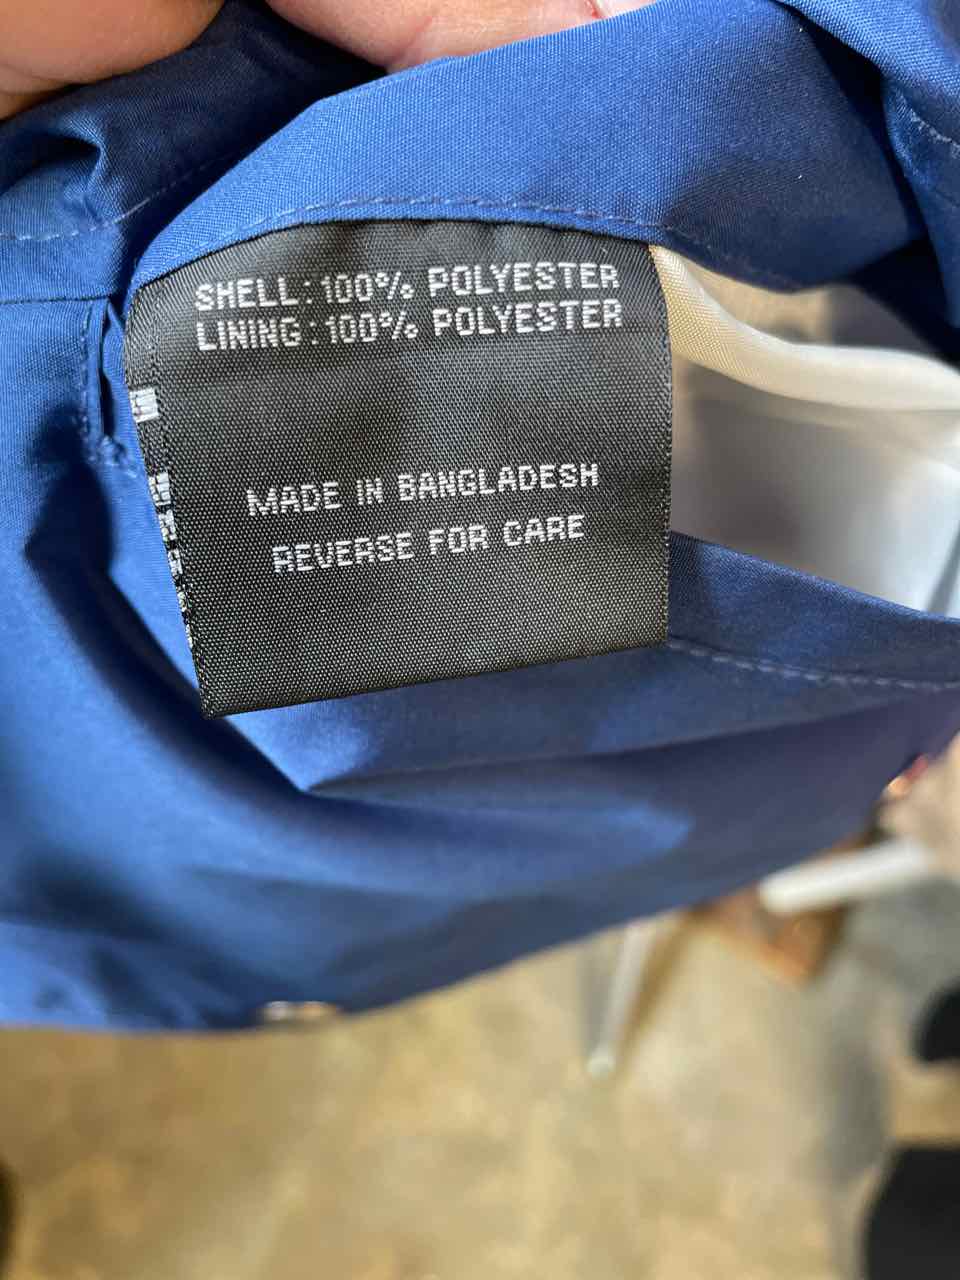 SHELL:100% POLYESTER
LINING:100% POLYESTER
MADE IN BANGLADESH
REVERSE FOR CARE